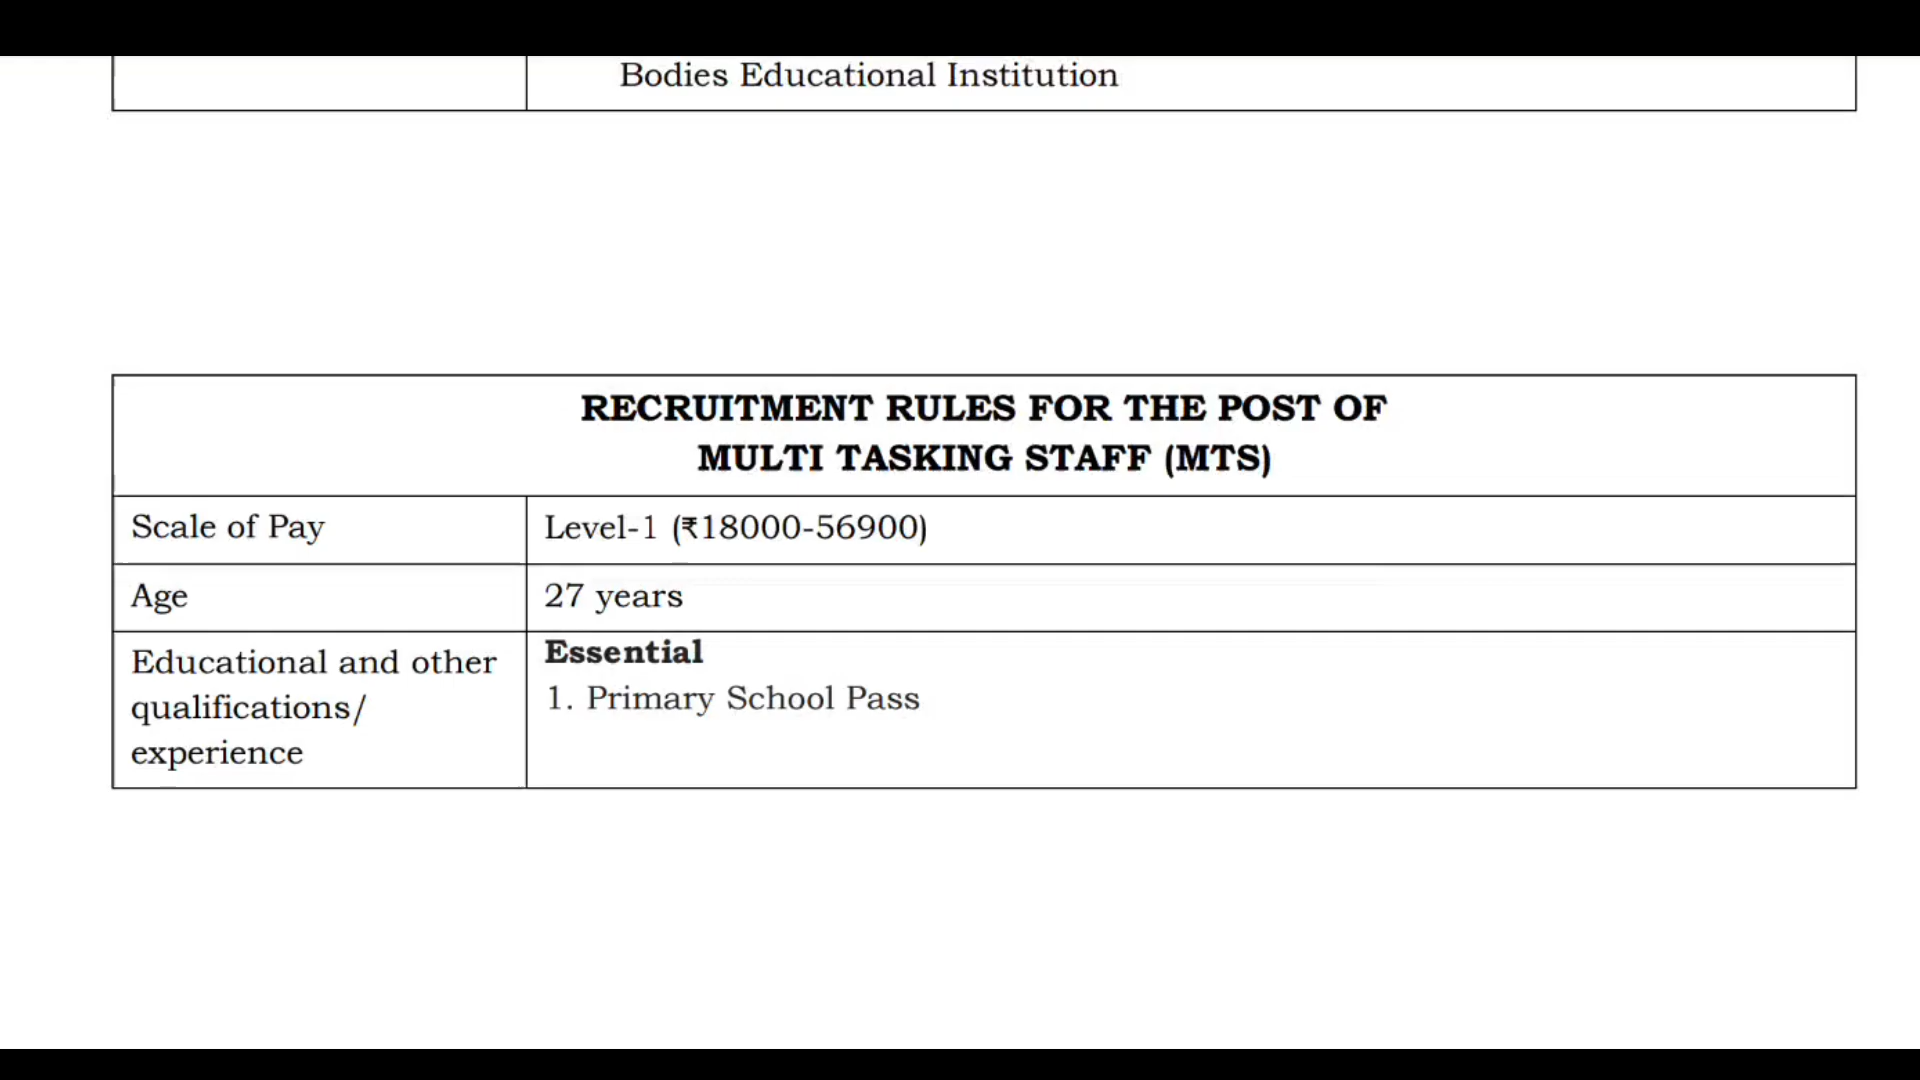 Bodies Educational Institution
RECRUITMENT RULES FOR THE POST OF
MULTI TASKING STAFF (MTS)
Scale of Pay
Level-1 (₹18000-56900)
Age
27 years
Educational and other
qualifications/
experience
Essential
1. Primary School Pass